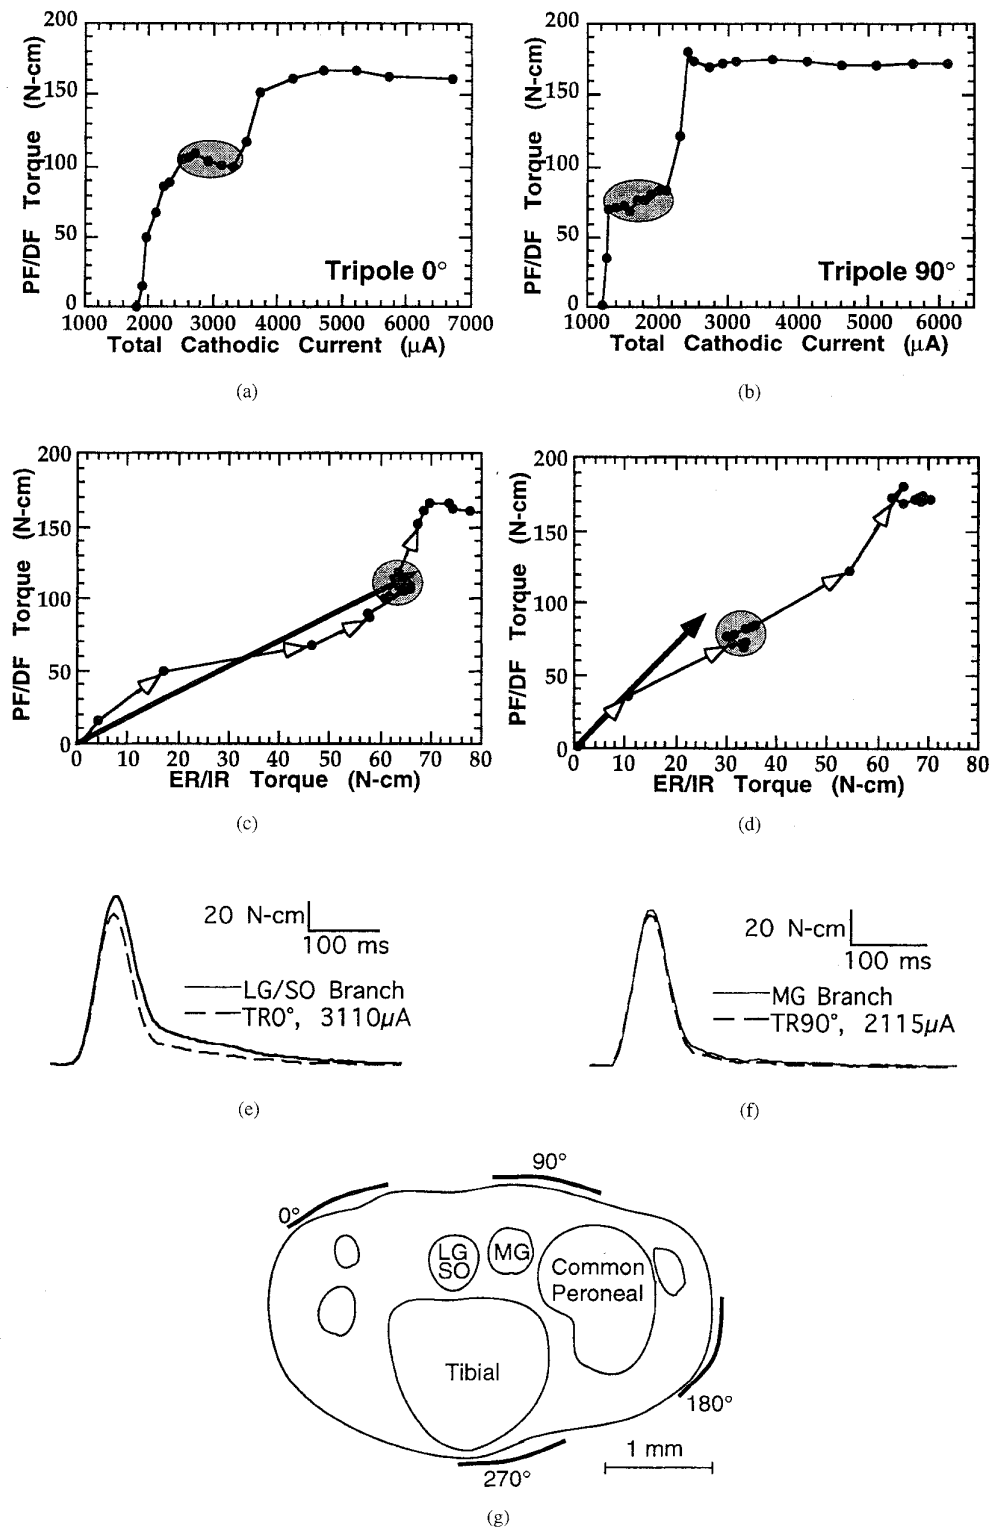 200
150
100
50
0
PF/DF Torque (N-cm)
Tripole 0°
1000 2000 3000 4000 5000 6000 7000
Total Cathodic Current (μA)
(a)
200
150
100
50
0
PF/DF Torque (N-cm)
Tripole 90°
1000 2000 3000 4000 5000 6000
Total Cathodic Current (μA)
(b)
200
150
100
50
0
PF/DF Torque (N-cm)
0 10 20 30 40 50 60 70 80
ER/IR Torque (N-cm)
(c)
200
150
100
50
0
PF/DF Torque (N-cm)
0 10 20 30 40 50 60 70 80
ER/IR Torque (N-cm)
(d)
20 N-cm
100 ms
LG/SO Branch
TR0°, 3110μA
(e)
20 N-cm
100 ms
MG Branch
TR90°, 2115μA
(f)
90°
0°
LG
SO
MG
Common
Peroneal
Tibial
180°
1 mm
270°
(g)